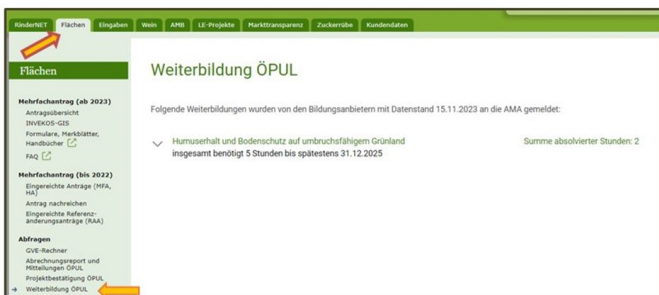 RinderNET Flächen Eingaben Wein AMB LE-Projekte Markttransparenz Zuckerrübe Kundendaten
Flächen
Weiterbildung ÖPUL
Mehrfachantrag (ab 2023)
Antragsübersicht
INVEKOS-GIS
Formulare, Merkblätter,
Handbücher
FAQ
Folgende Weiterbildungen wurden von den Bildungsanbietern mit Datenstand 15.11.2023 an die AMA gemeldet:
Humuserhalt und Bodenschutz auf umbruchsfähigem Grünland Summe absolvierter Stunden: 2
insgesamt benötigt 5 Stunden bis spätestens 31.12.2025
Mehrfachantrag (bis 2022)
Eingereichte Anträge (MFA,
HA)
Antrag nachreichen
Eingereichte Referenz-
änderungsanträge (RAA)
Abfragen
GVE-Rechner
Abrechnungsreport und
Mitteilungen ÖPUL
Projektbestätigung ÖPUL
Weiterbildung ÖPUL